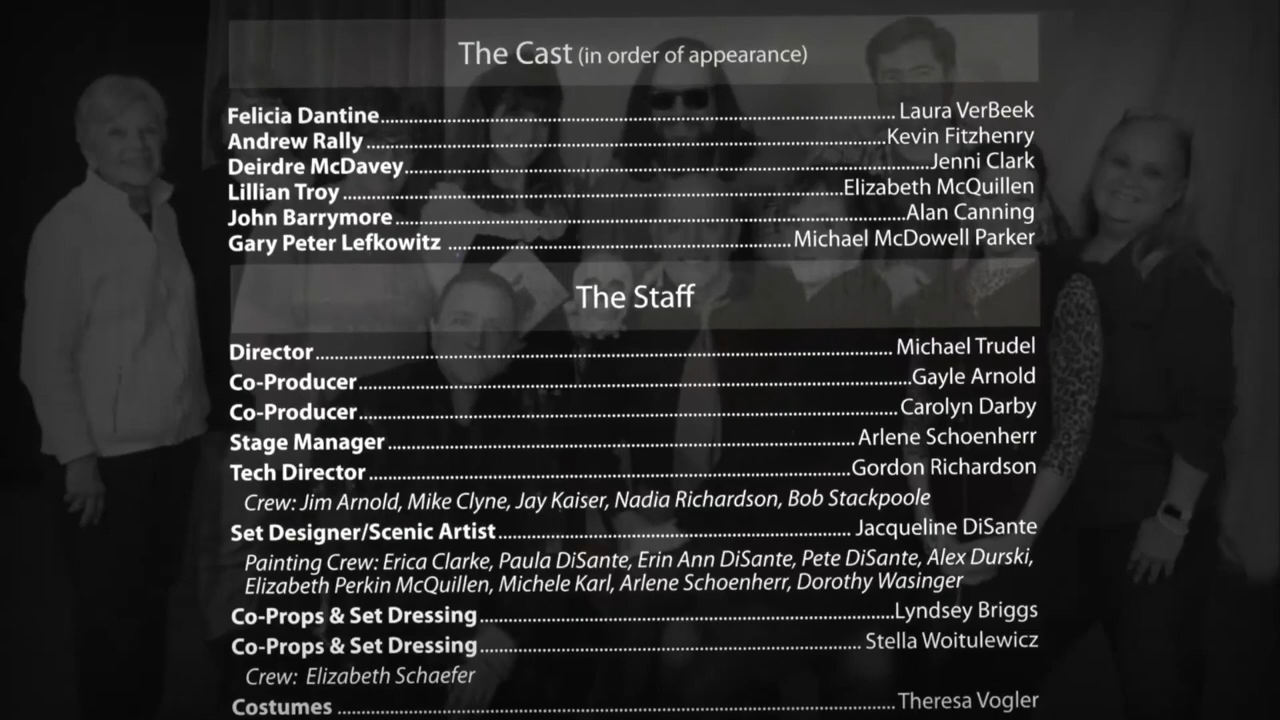 The Cast (in order of appearance)
Felicia Dantine........Laura VerBeek
Andrew Rally........Kevin Fitzhenry
Deirdre McDavey........Jenni Clark
Lillian Troy........Elizabeth McQuillen
John Barrymore........Alan Canning
Gary Peter Lefkowitz ........Michael McDowell Parker
The Staff
Director........Michael Trudel
Co-Producer........Gayle Arnold
Co-Producer........Carolyn Darby
Stage Manager........Arlene Schoenherr
Tech Director........Gordon Richardson
Crew: Jim Arnold, Mike Clyne, Jay Kaiser, Nadia Richardson, Bob Stackpoole
Set Designer/Scenic Artist........Jacqueline DiSante
Painting Crew: Erica Clarke, Paula DiSante, Erin Ann DiSante, Pete DiSante, Alex Durski,
Elizabeth Perkin McQuillen, Michele Karl, Arlene Schoenherr, Dorothy Wasinger
Co-Props & Set Dressing........Lyndsey Briggs
Co-Props & Set Dressing........Stella Woitulewicz
Crew: Elizabeth Schaefer
Costumes ........Theresa Vogler